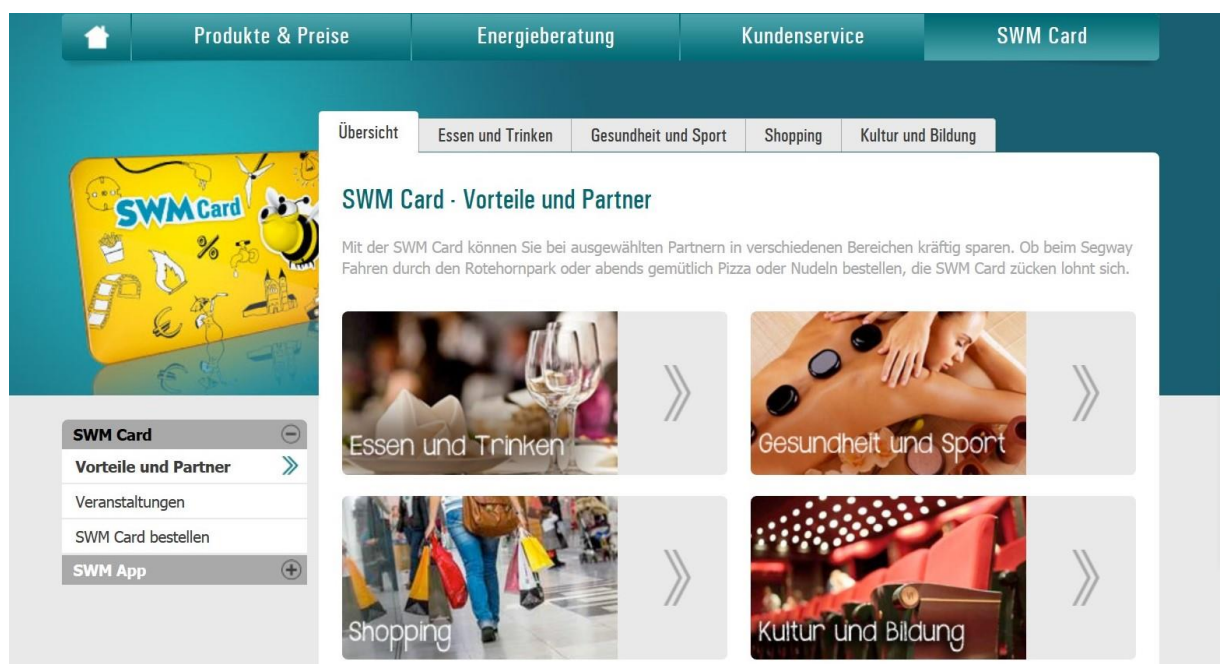 Produkte & Preise
Energieberatung
Kundenservice
SWM Card
Übersicht
Essen und Trinken
Gesundheit und Sport
Shopping
Kultur und Bildung
SWM Card
SWM Card · Vorteile und Partner
Mit der SWM Card können Sie bei ausgewählten Partnern in verschiedenen Bereichen kräftig sparen. Ob beim Segway
Fahren durch den Rotehornpark oder abends gemütlich Pizza oder Nudeln bestellen, die SWM Card zücken lohnt sich.
Essen und Trinken
Gesundheit und Sport
Shopping
Kultur und Bildung
SWM Card
Vorteile und Partner
Veranstaltungen
SWM Card bestellen
SWM App